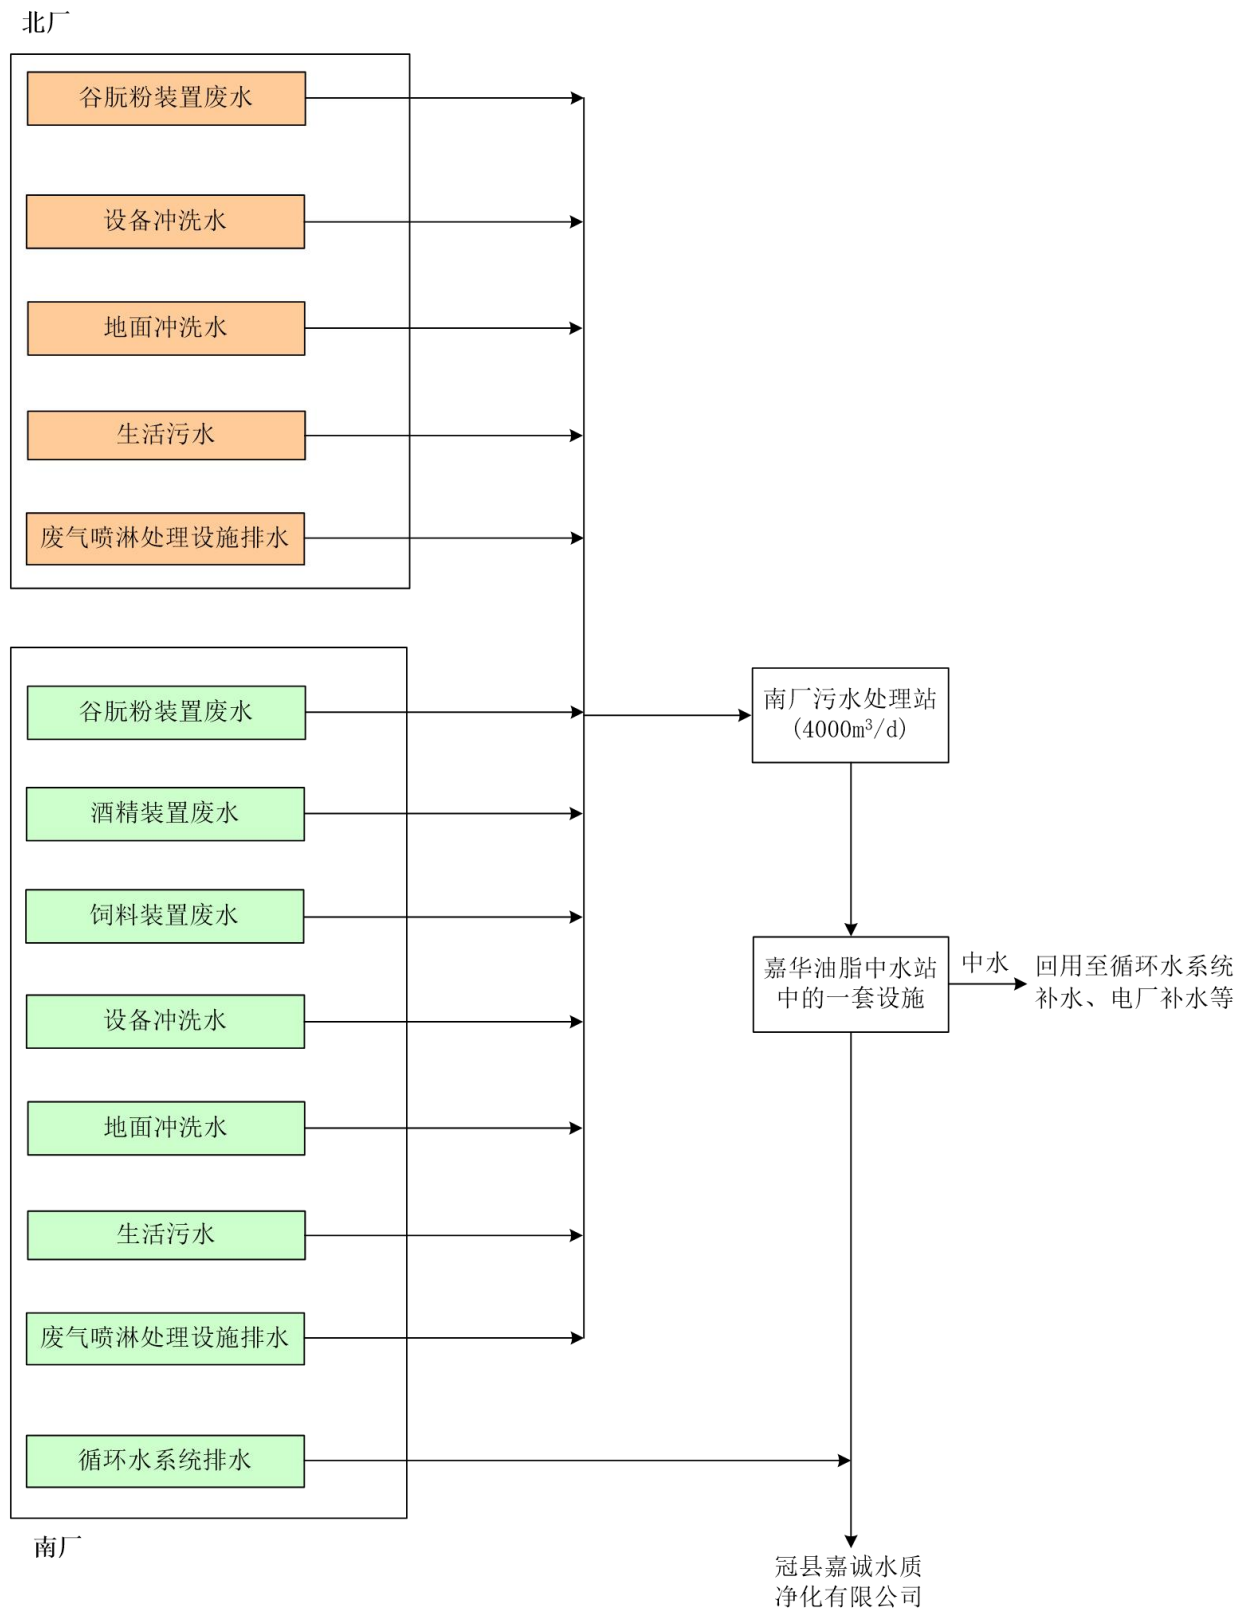 北厂
谷朊粉装置废水
设备冲洗水
地面冲洗水
生活污水
废气喷淋处理设施排水
谷朊粉装置废水
酒精装置废水
饲料装置废水
设备冲洗水
地面冲洗水
生活污水
废气喷淋处理设施排水
循环水系统排水
南厂
南厂污水处理站
(4000m³/d)
嘉华油脂中水站
中的一套设施
中水
回用至循环水系统
补水、电厂补水等
冠县嘉诚水质
净化有限公司